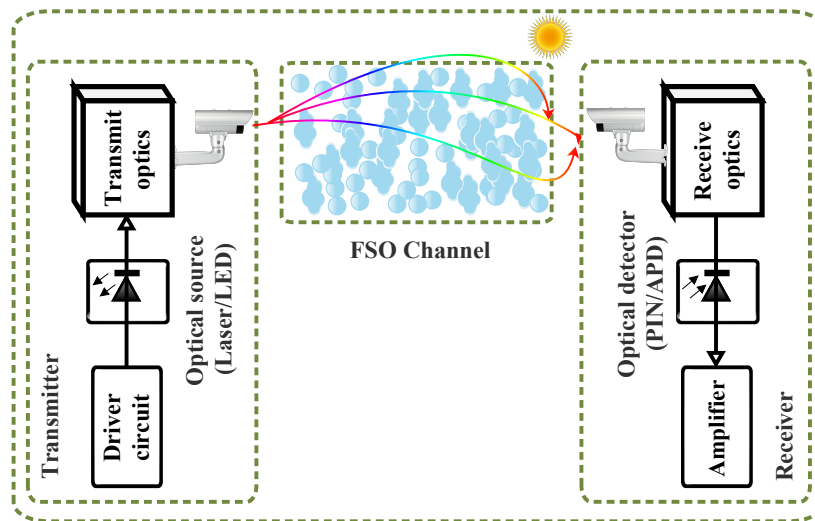 Transmit
optics
Optical source
(Laser/LED)
Driver
circuit
Transmitter
FSO Channel
Receive
optics
Optical detector
(PIN/APD)
Amplifier
Receiver